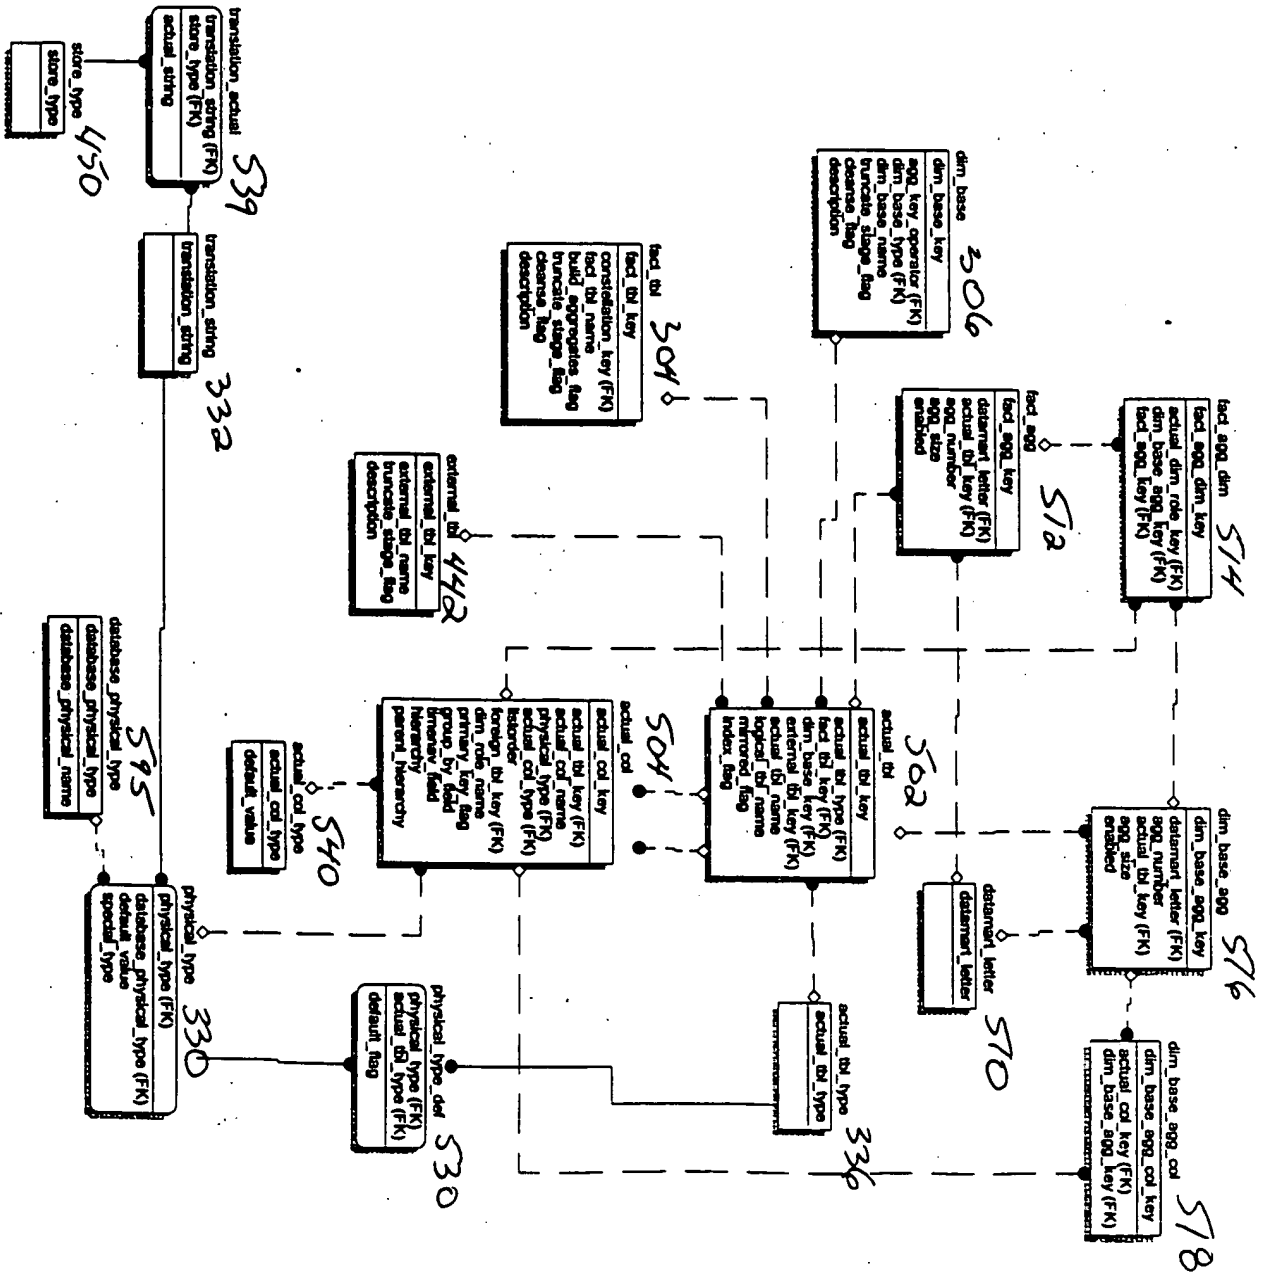 fact_agg_dim 514
fact_agg_dim_key
actual_dim_role_key (FK)
dim_base_agg_key (FK)
fact_agg_key (FK)
dim_base_agg 516
dim_base_agg_key
datamart_letter (FK)
agg_number
actual_tbl_key (FK)
agg_size
enabled
dim_base_agg_col 518
dim_base_agg_col_key
actual_col_key (FK)
dim_base_agg_key (FK)
fact_agg 512
fact_agg_key
datamart_letter (FK)
actual_tbl_key (FK)
agg_number
agg_size
enabled
datamart_letter 510
datamart_letter
dim_base 306
dim_base_key
agg_key_operator (FK)
dim_base_type (FK)
dim_base_name
truncate_stage_flag
cleanse_flag
description
actual_tbl 502
actual_tbl_key
actual_tbl_type (FK)
fact_tbl_key (FK)
dim_base_key (FK)
external_tbl_key (FK)
actual_tbl_name
logical_tbl_name
mirrored_flag
index_flag
actual_tbl_type 336
actual_tbl_type
fact_tbl 304
fact_tbl_key
constellation_key (FK)
fact_tbl_name
build_aggregates_flag
truncate_stage_flag
cleanse_flag
description
actual_col 504
actual_col_key
actual_tbl_key (FK)
actual_col_name
physical_type (FK)
actual_col_type (FK)
listorder
foreign_tbl_key (FK)
dim_role_name
primary_key_flag
group_by_field
timenav_field
hierarchy
parent_hierarchy
external_tbl 442
external_tbl_key
external_tbl_name
truncate_stage_flag
description
physical_type_def 530
physical_type (FK)
actual_tbl_type (FK)
default_flag
actual_col_type 540
actual_col_type
default_value
translation_actual 539
translation_string (FK)
store_type (FK)
actual_string
translation_string 332
translation_string
physical_type 330
physical_type (FK)
database_physical_type (FK)
default_value
special_type
database_physical_type 595
database_physical_type
database_physical_name
store_type 450
store_type